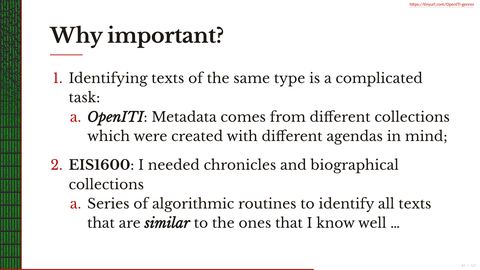 https://tinyurl.com/OpenITI-genres
Why important?
1. Identifying texts of the same type is a complicated
task:
a. OpenITI: Metadata comes from different collections
which were created with different agendas in mind;
2. EIS1600: I needed chronicles and biographical
collections
a. Series of algorithmic routines to identify all texts
that are similar to the ones that I know well ...